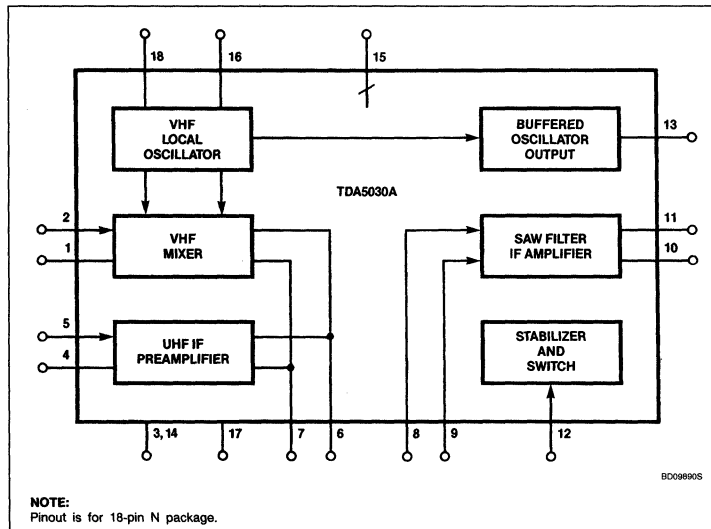 18
16
15
VHF
LOCAL
OSCILLATOR
BUFFERED
OSCILLATOR
OUTPUT
13
TDA5030A
2
1
VHF
MIXER
SAW FILTER
IF AMPLIFIER
11
10
5
4
UHF IF
PREAMPLIFIER
STABILIZER
AND
SWITCH
3, 14
17
7
6
8
9
12
BD09890S
NOTE:
Pinout is for 18-pin N package.